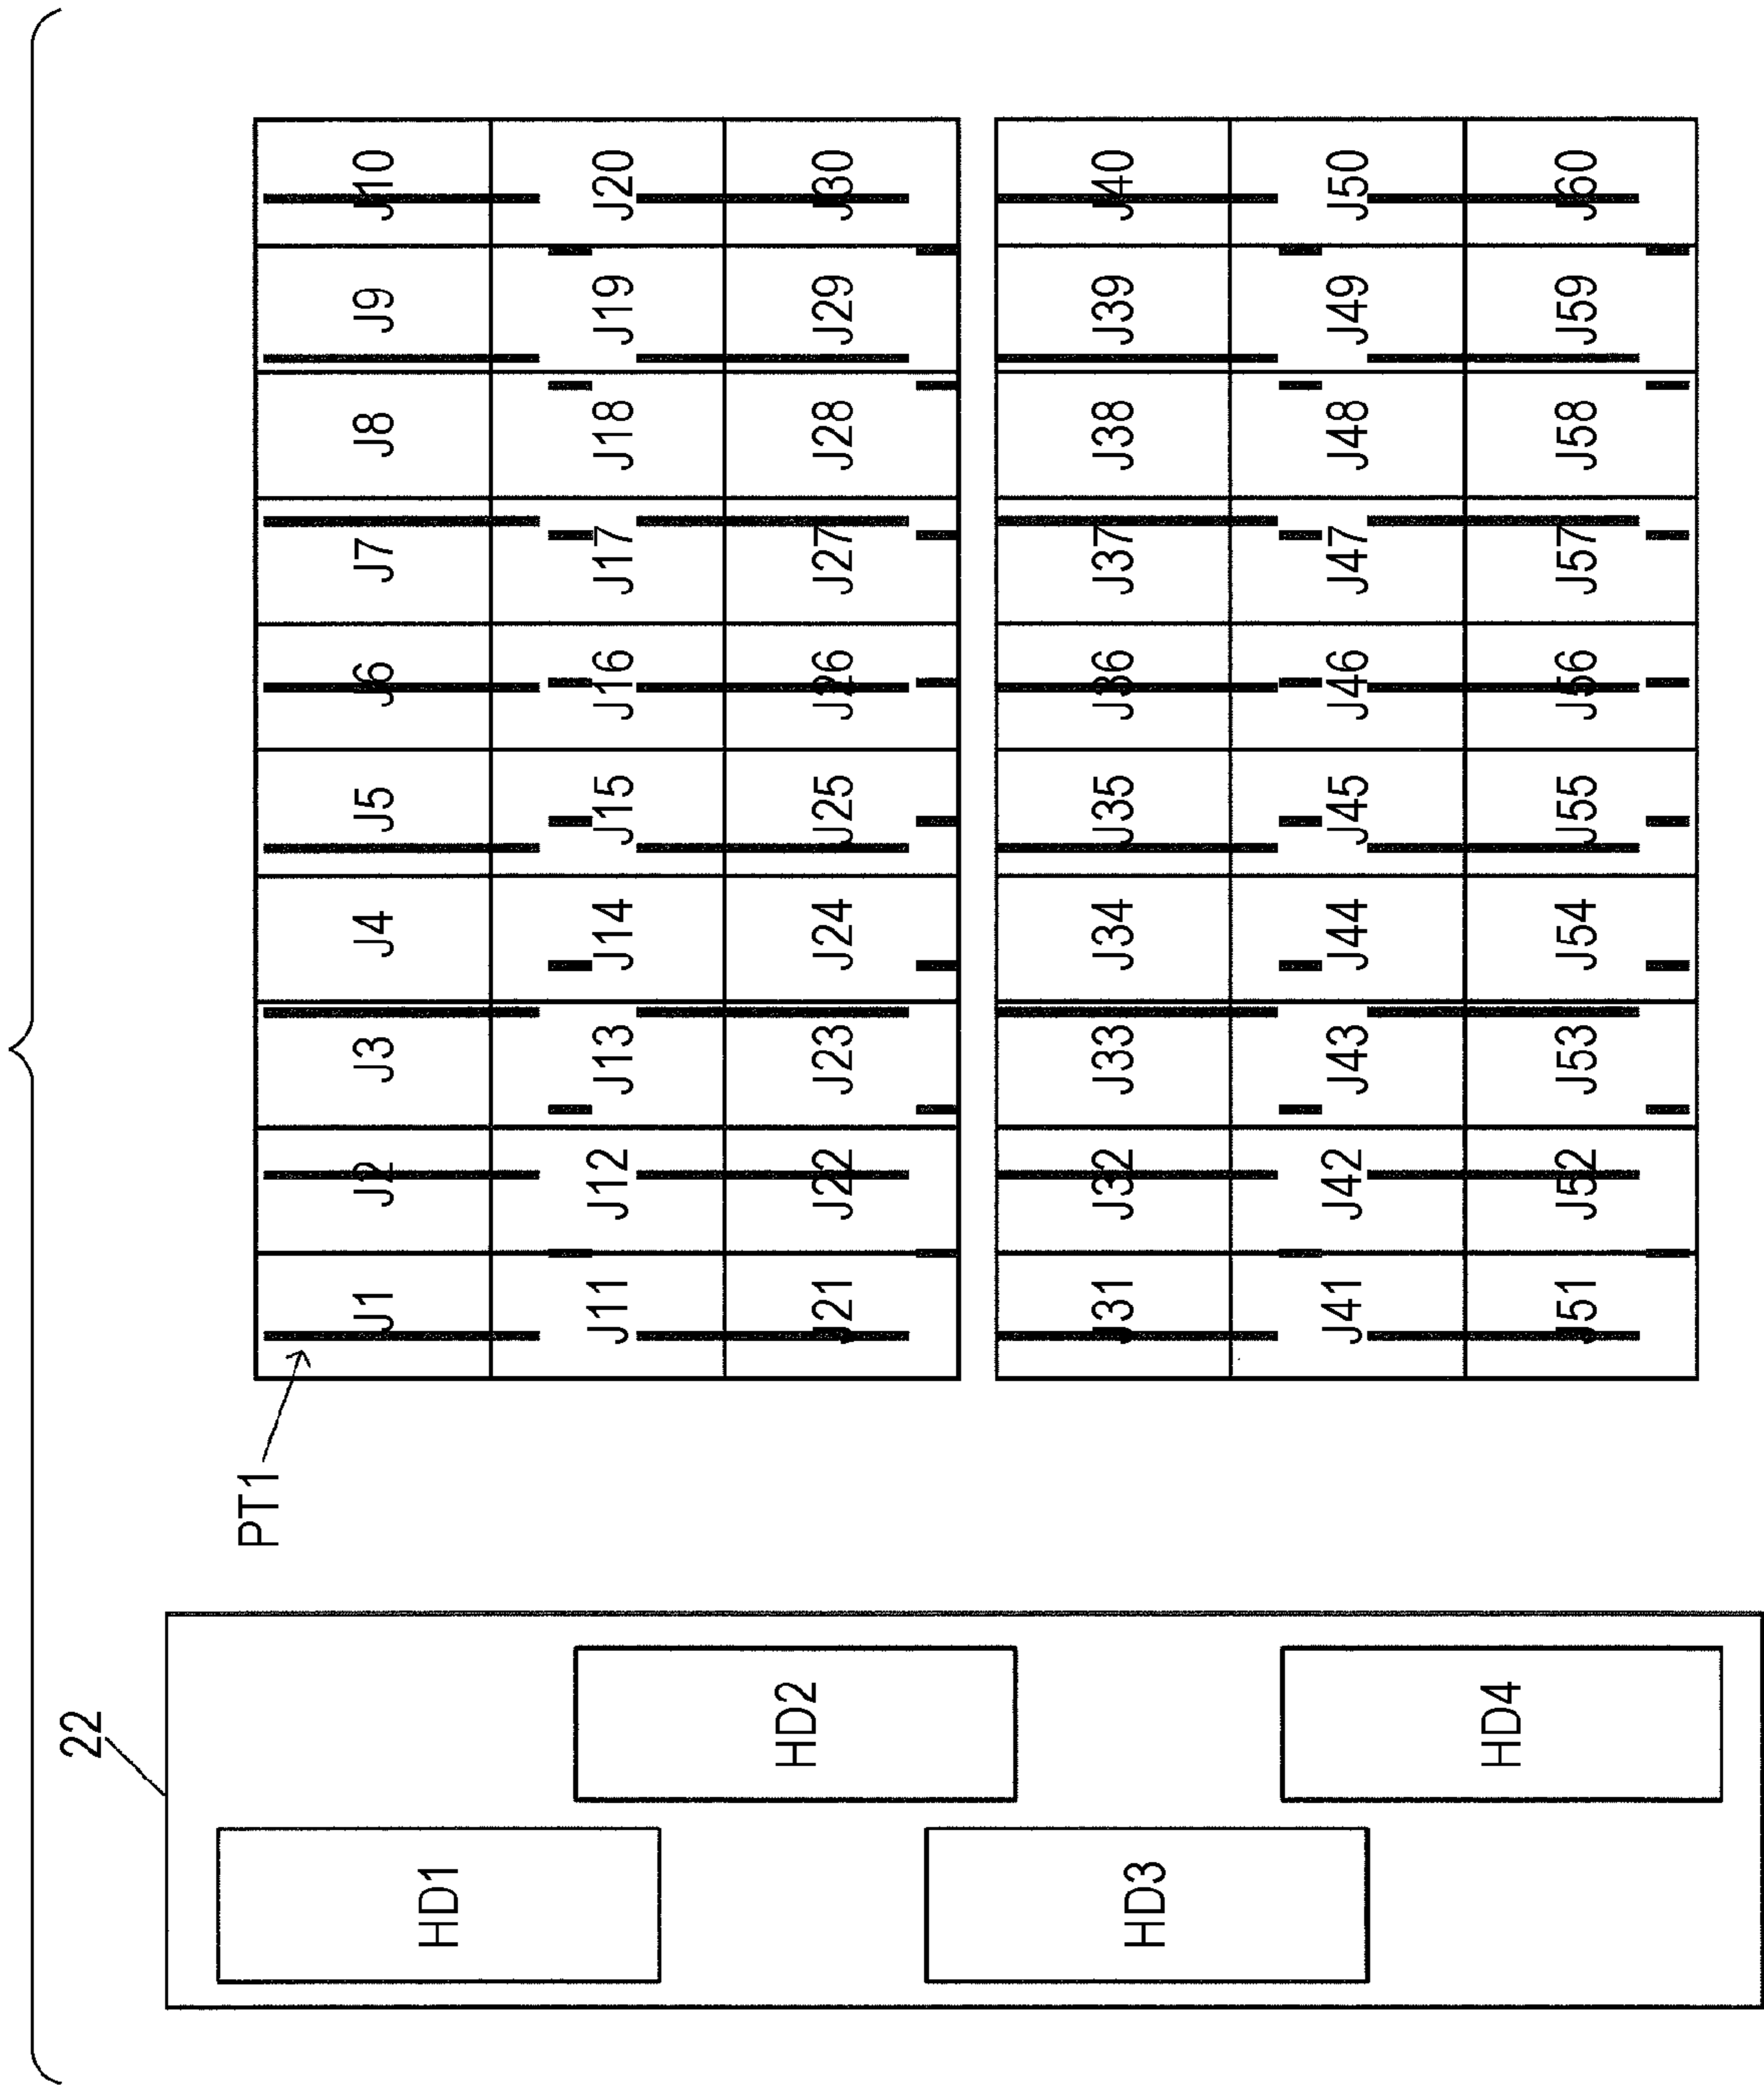 22
HD1
HD2
HD3
HD4
PT1
J1 J2 J3 J4 J5 J6 J7 J8 J9 J10
J11 J12 J13 J14 J15 J16 J17 J18 J19 J20
J21 J22 J23 J24 J25 J26 J27 J28 J29 J30
J31 J32 J33 J34 J35 J36 J37 J38 J39 J40
J41 J42 J43 J44 J45 J46 J47 J48 J49 J50
J51 J52 J53 J54 J55 J56 J57 J58 J59 J60